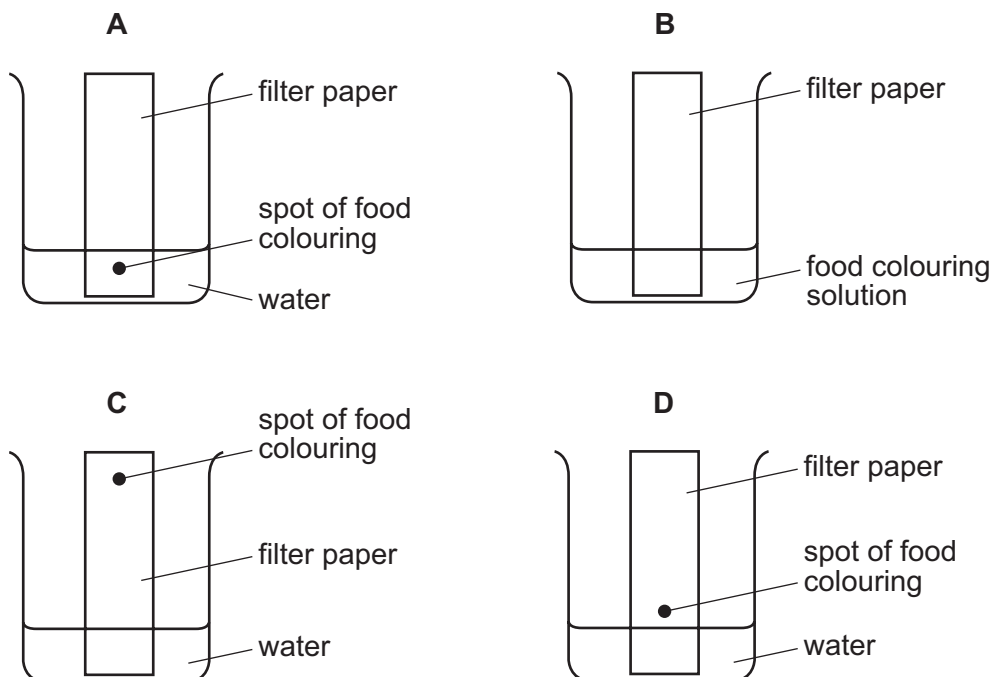 A
filter paper
spot of food
colouring
water
B
filter paper
food colouring
solution
C
spot of food
colouring
filter paper
water
D
filter paper
spot of food
colouring
water